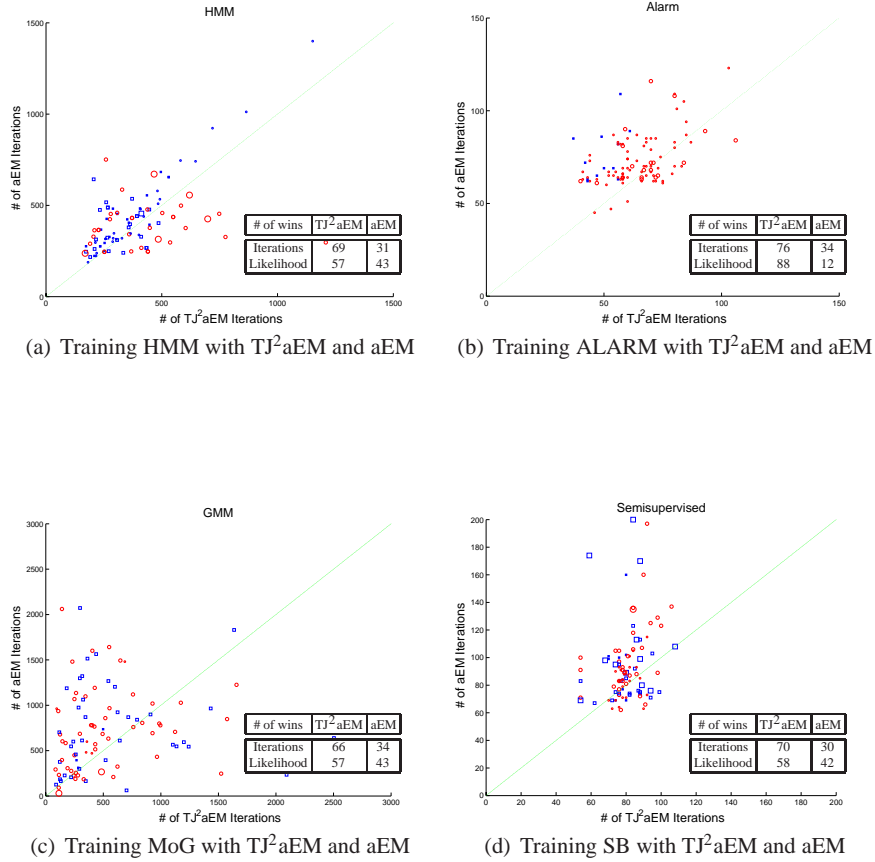 HMM
1500
1000
500
0
0 500 1000 1500
# of aEM Iterations
# of TJ²aEM Iterations
# of wins TJ²aEM aEM
Iterations 69 31
Likelihood 57 43
(a) Training HMM with TJ²aEM and aEM
Alarm
150
100
50
0
0 50 100 150
# of aEM Iterations
# of TJ²aEM Iterations
# of wins TJ²aEM aEM
Iterations 76 34
Likelihood 88 12
(b) Training ALARM with TJ²aEM and aEM
GMM
3000
2500
2000
1500
1000
500
0
0 500 1000 1500 2000 2500 3000
# of aEM Iterations
# of TJ²aEM Iterations
# of wins TJ²aEM aEM
Iterations 66 34
Likelihood 57 43
(c) Training MoG with TJ²aEM and aEM
Semisupervised
200
180
160
140
120
100
80
60
40
20
0
0 20 40 60 80 100 120 140 160 180 200
# of aEM Iterations
# of TJ²aEM Iterations
# of wins TJ²aEM aEM
Iterations 70 30
Likelihood 58 42
(d) Training SB with TJ²aEM and aEM